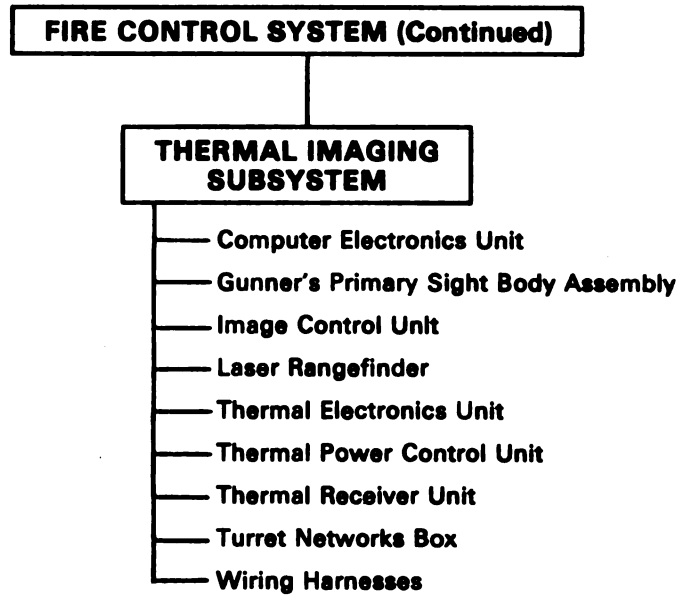 FIRE CONTROL SYSTEM (Continued)
THERMAL IMAGING
SUBSYSTEM
Computer Electronics Unit
Gunner's Primary Sight Body Assembly
Image Control Unit
Laser Rangefinder
Thermal Electronics Unit
Thermal Power Control Unit
Thermal Receiver Unit
Turret Networks Box
Wiring Harnesses